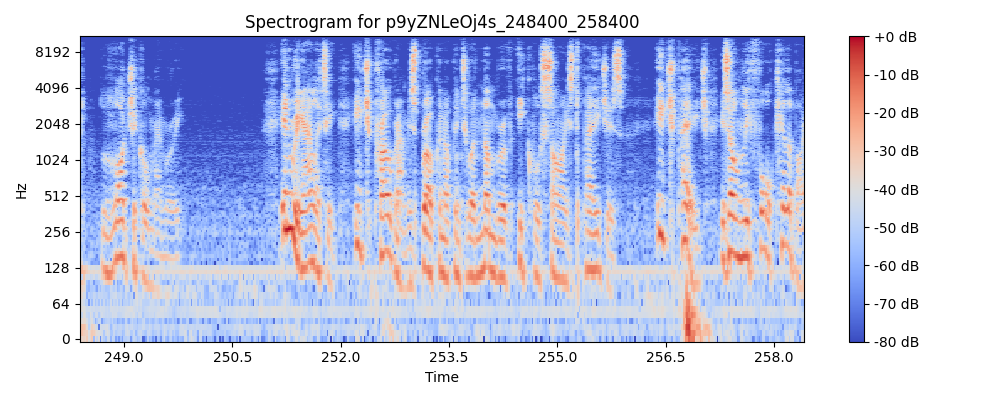 Spectrogram for p9yZNLeOj4s_248400_258400
Hz
8192
4096
2048
1024
512
256
128
64
0
249.0 250.5 252.0 253.5 255.0 256.5 258.0
Time
+0 dB
-10 dB
-20 dB
-30 dB
-40 dB
-50 dB
-60 dB
-70 dB
-80 dB